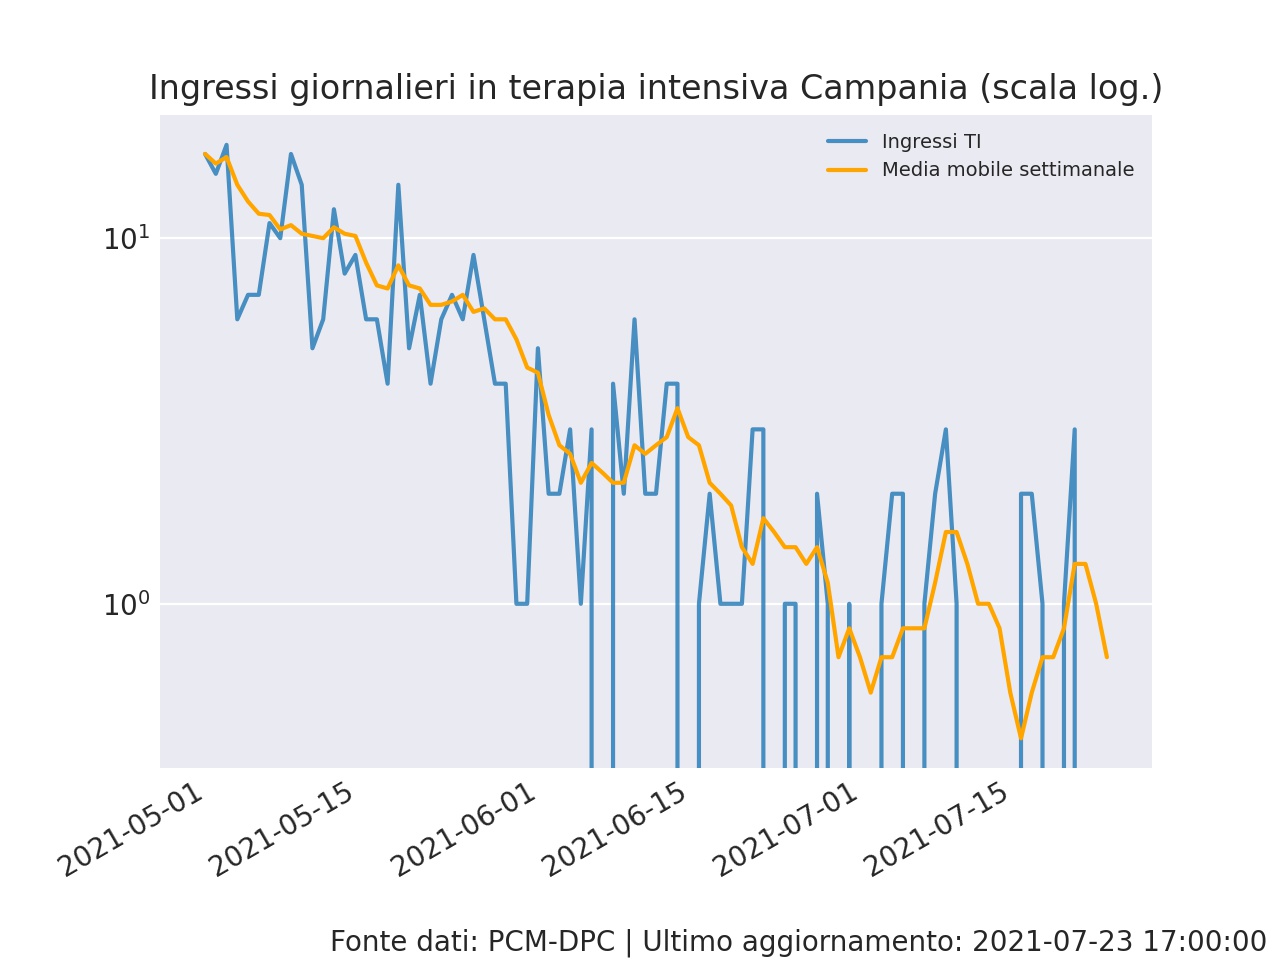 Ingressi giornalieri in terapia intensiva Campania (scala log.)
Ingressi TI
Media mobile settimanale
10¹
10⁰
2021-05-01
2021-05-15
2021-06-01
2021-06-15
2021-07-01
2021-07-15
Fonte dati: PCM-DPC | Ultimo aggiornamento: 2021-07-23 17:00:00